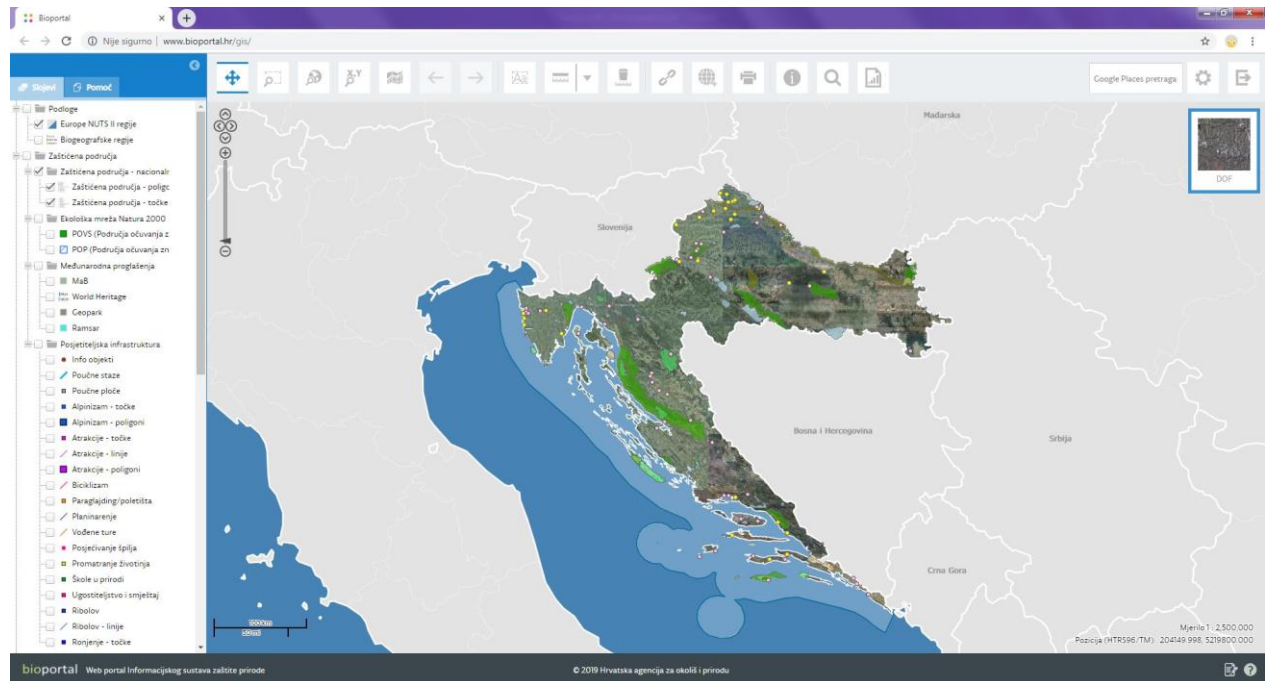 Bioportal
Nije sigurno | www.bioportal.hr/gis/
Slojevi
Pomoć
Google Places pretraga
Podloge
Europe NUTS II regije
Biogeografske regije
Zaštićena područja
Zaštićena područja - nacionalr
Zaštićena područja - poligc
Zaštićena područja - točke
Ekološka mreža Natura 2000
POVS (Područja očuvanja z
POP (Područja očuvanja zn
Međunarodna proglašenja
MaB
World Heritage
Geopark
Ramsar
Posjetiteljska infrastruktura
Info objekti
Poučne staze
Poučne ploče
Alpinizam - točke
Alpinizam - poligoni
Atrakcije - točke
Atrakcije - linije
Atrakcije - poligoni
Biciklizam
Paraglajding/poletišta
Planinarenje
Vođene ture
Posjećivanje špilja
Promatranje životinja
Škole u prirodi
Ugostiteljstvo i smještaj
Ribolov
Ribolov - linije
Ronjenje - točke
Mađarska
DOF
Slovenija
Bosna i Hercegovina
Srbija
Crna Gora
100 km
50 mi
Mjerilo 1 : 2,500,000
Pozicija (HTRS96/TM): 204149.998, 5219800.000
bioportal Web portal Informacijskog sustava zaštite prirode
© 2019 Hrvatska agencija za okoliš i prirodu